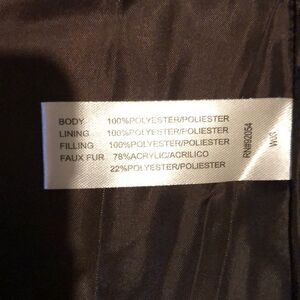 BODY 100%POLYESTER/POLIESTER
LINING 100%POLYESTER/POLIESTER
FILLING 100%POLYESTER/POLIESTER
FAUX FUR 78%ACRYLIC/ACRILICO
22%POLYESTER/POLIESTER
RN#92054